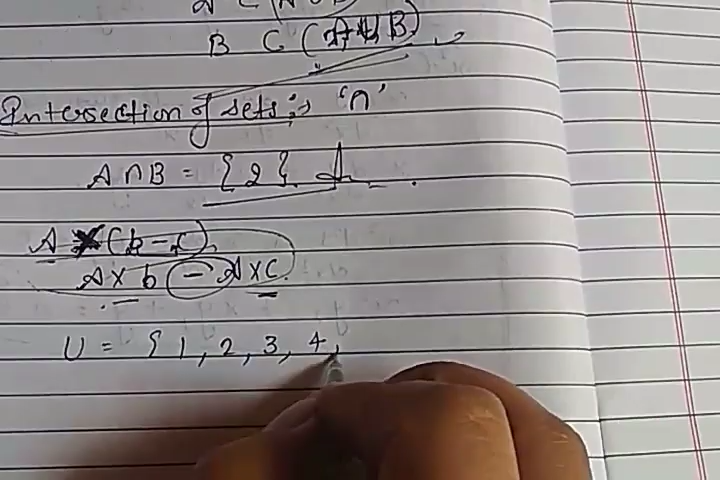 B ⊂ (A∪B)
Intersection of sets :→ '∩'
A∩B = {2}.
A × (b - c)
A × b - A × C
U = { 1, 2, 3, 4,